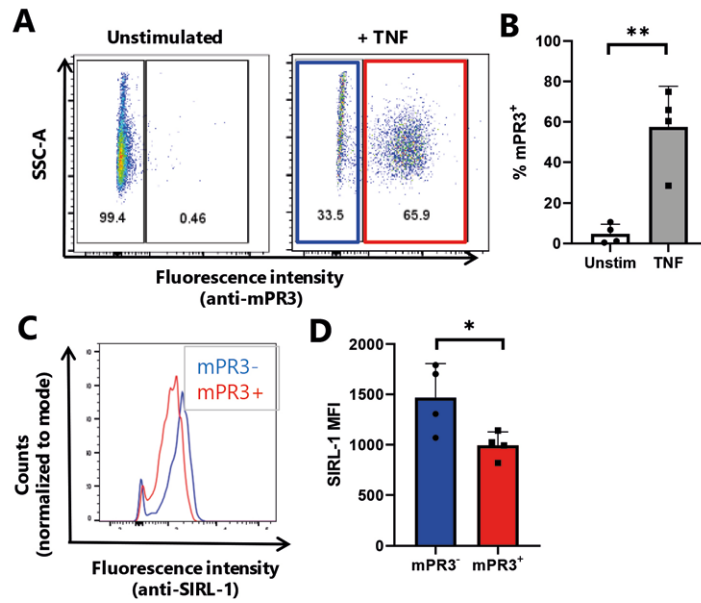 A
Unstimulated
+ TNF
SSC-A
99.4
0.46
33.5
65.9
Fluorescence intensity
(anti-mPR3)
B
**
% mPR3+
100
80
60
40
20
0
Unstim
TNF
C
mPR3-
mPR3+
Counts
(normalized to mode)
Fluorescence intensity
(anti-SIRL-1)
D
*
SIRL-1 MFI
2000
1500
1000
500
0
mPR3-
mPR3+